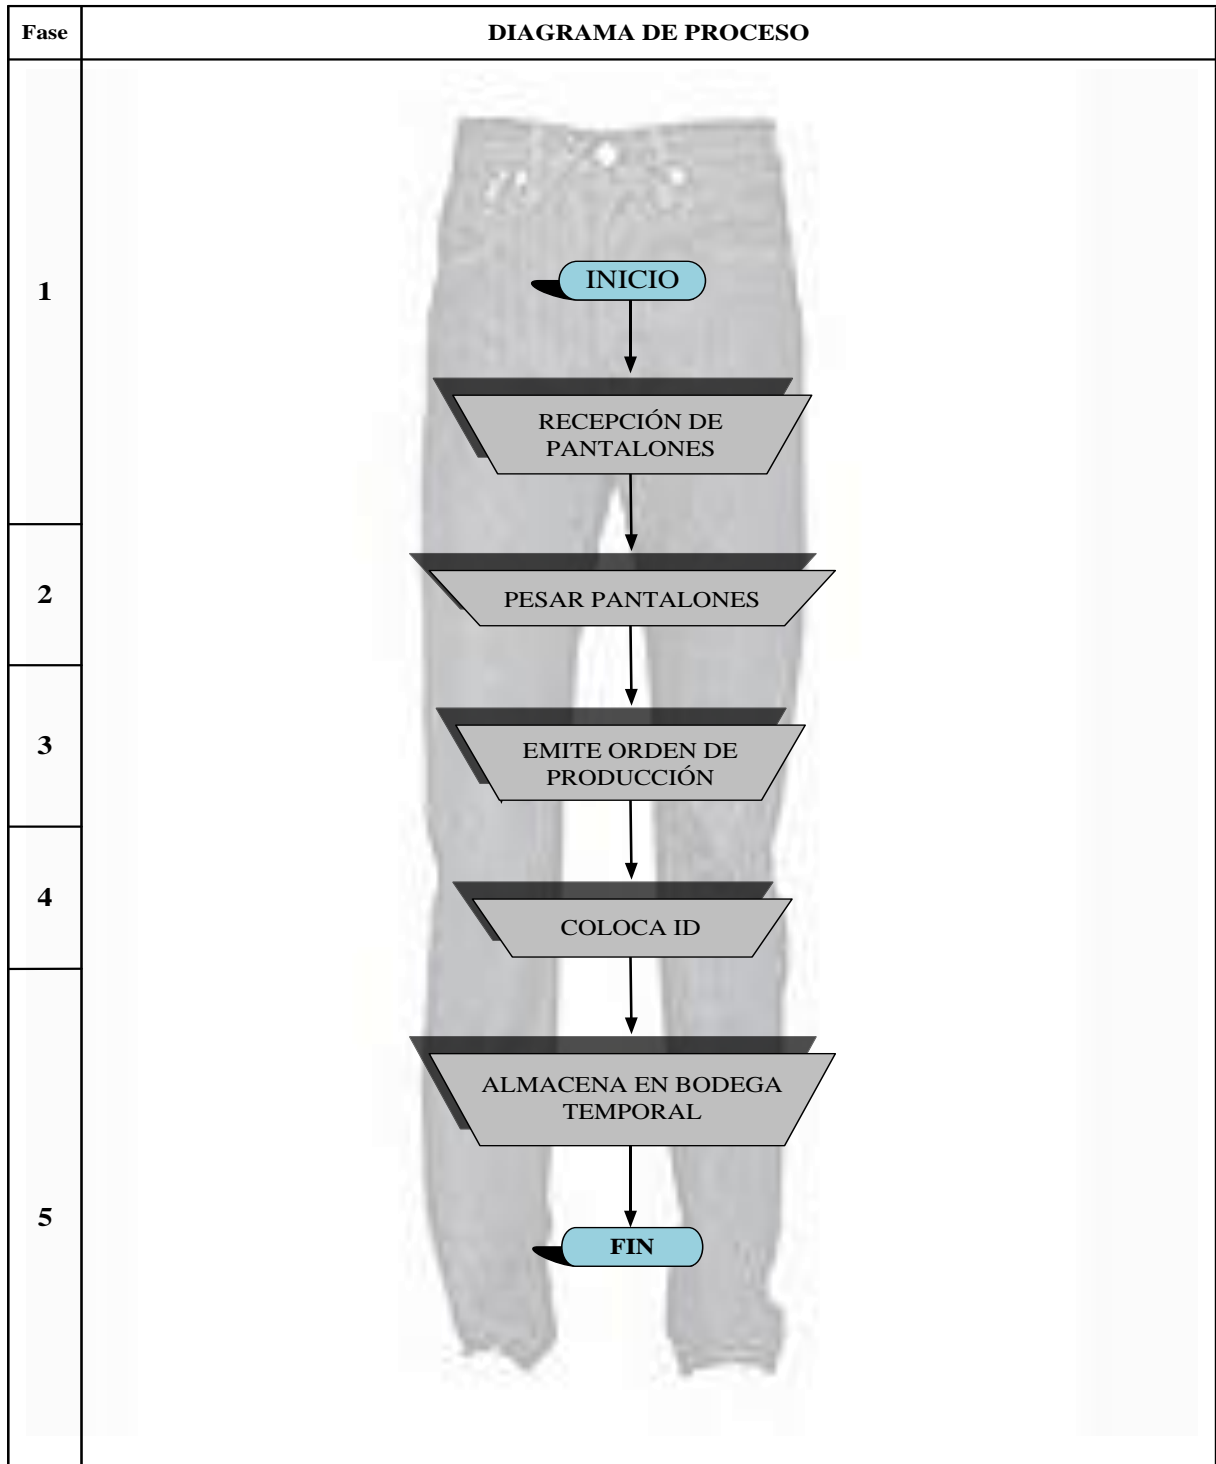 Fase DIAGRAMA DE PROCESO
1
INICIO
RECEPCIÓN DE
PANTALONES
2
PESAR PANTALONES
3
EMITE ORDEN DE
PRODUCCIÓN
4
COLOCA ID
ALMACENA EN BODEGA
TEMPORAL
5
FIN